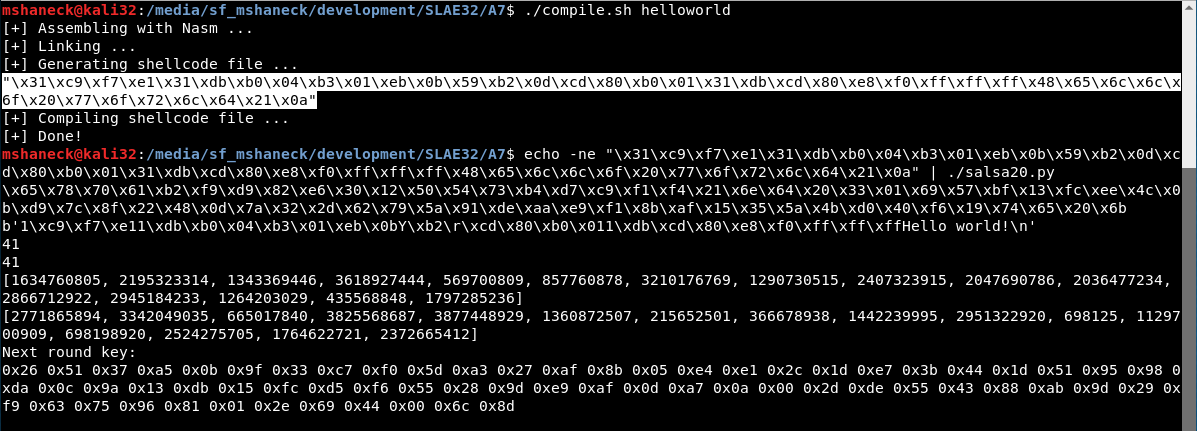 mshaneck@kali32:/media/sf_mshaneck/development/SLAE32/A7$ ./compile.sh helloworld
[+] Assembling with Nasm ...
[+] Linking ...
[+] Generating shellcode file ...
"\x31\xc9\xf7\xe1\x31\xdb\xb0\x04\xb3\x01\xeb\x0b\x59\xb2\x0d\xcd\x80\xb0\x01\x31\xdb\xcd\x80\xe8\xf0\xff\xff\xff\x48\x65\x6c\x6c\x
6f\x20\x77\x6f\x72\x6c\x64\x21\x0a"
[+] Compiling shellcode file ...
[+] Done!
mshaneck@kali32:/media/sf_mshaneck/development/SLAE32/A7$ echo -ne "\x31\xc9\xf7\xe1\x31\xdb\xb0\x04\xb3\x01\xeb\x0b\x59\xb2\x0d\xc
d\x80\xb0\x01\x31\xdb\xcd\x80\xe8\xf0\xff\xff\xff\x48\x65\x6c\x6c\x6f\x20\x77\x6f\x72\x6c\x64\x21\x0a" | ./salsa20.py
\x65\x78\x70\x61\xb2\xf9\xd9\x82\xe6\x30\x12\x50\x54\x73\xb4\xd7\xc9\xf1\xf4\x21\x6e\x64\x20\x33\x01\x69\x57\xbf\x13\xfc\xee\x4c\x0
b\xd9\x7c\x8f\x22\x48\x0d\x7a\x32\x2d\x62\x79\x5a\x91\xde\xaa\xe9\xf1\x8b\xaf\x15\x35\x5a\x4b\xd0\x40\xf6\x19\x74\x65\x20\x6b
b'1\xc9\xf7\xe11\xdb\xb0\x04\xb3\x01\xeb\x0bY\xb2\r\xcd\x80\xb0\x011\xdb\xcd\x80\xe8\xf0\xff\xff\xffHello world!\n'
41
41
[1634760805, 2195323314, 1343369446, 3618927444, 569700809, 857760878, 3210176769, 1290730515, 2407323915, 2047690786, 2036477234,
2866712922, 2945184233, 1264203029, 435568848, 1797285236]
[2771865894, 3342049035, 665017840, 3825568687, 3877448929, 1360872507, 215652501, 366678938, 1442239995, 2951322920, 698125, 11297
00909, 698198920, 2524275705, 1764622721, 2372665412]
Next round key:
0x26 0x51 0x37 0xa5 0x0b 0x9f 0x33 0xc7 0xf0 0x5d 0xa3 0x27 0xaf 0x8b 0x05 0xe4 0xe1 0x2c 0x1d 0xe7 0x3b 0x44 0x1d 0x51 0x95 0x98 0
xda 0x0c 0x9a 0x13 0xdb 0x15 0xfc 0xd5 0xf6 0x55 0x28 0x9d 0xe9 0xaf 0x0d 0xa7 0x0a 0x00 0x2d 0xde 0x55 0x43 0x88 0xab 0x9d 0x29 0x
f9 0x63 0x75 0x96 0x81 0x01 0x2e 0x69 0x44 0x00 0x6c 0x8d